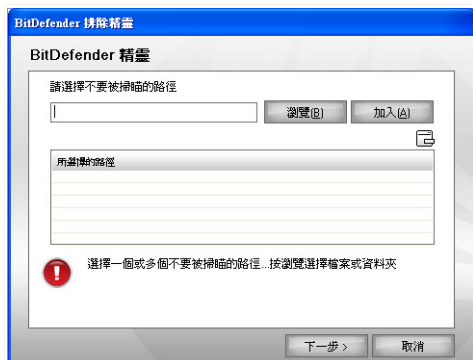 BitDefender 排除精靈
BitDefender 精靈
請選擇不要被掃瞄的路徑
瀏覽(B) 加入(A)
所選擇的路徑
選擇一個或多個不要被掃瞄的路徑...按瀏覽選擇檔案或資料夾
下一步 > 取消